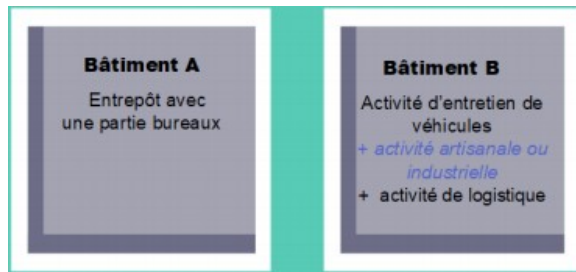 Bâtiment A
Entrepôt avec
une partie bureaux
Bâtiment B
Activité d'entretien de
véhicules
+ activité artisanale ou
industrielle
+ activité de logistique